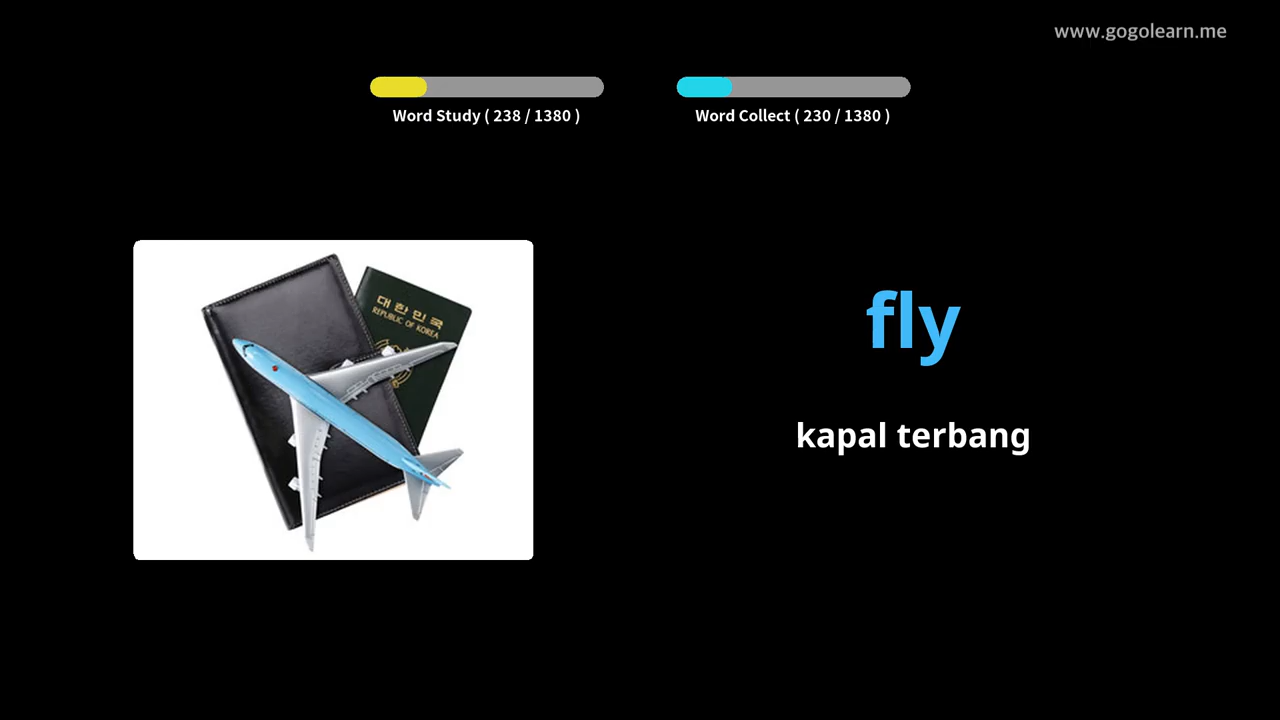 www.gogolearn.me
Word Study ( 238 / 1380 )
Word Collect ( 230 / 1380 )
대한민국
REPUBLIC OF KOREA
fly
kapal terbang